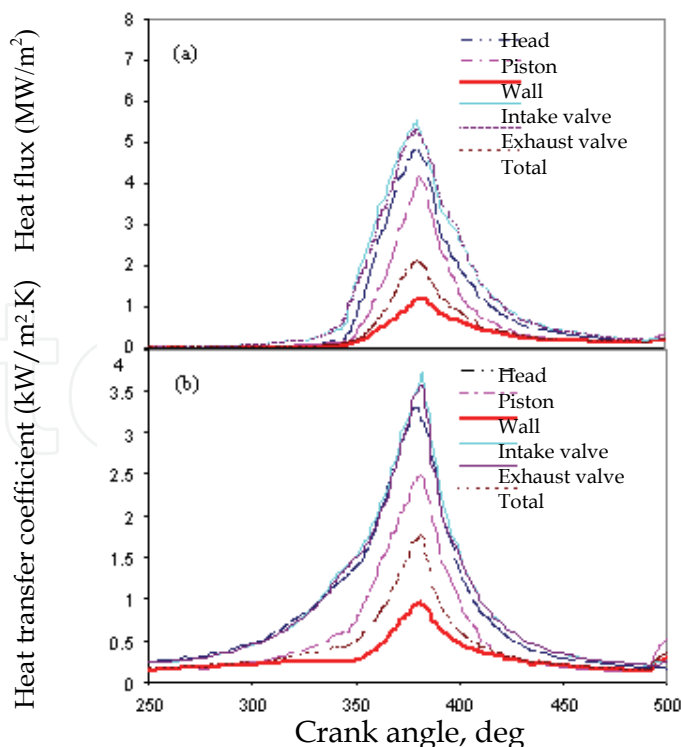 Heat flux (MW/m²)
8
7
6
5
4
3
2
1
0
(a)
Head
Piston
Wall
Intake valve
Exhaust valve
Total
Heat transfer coefficient (kW/ m².K)
4
3.5
3
2.5
2
1.5
1
0.5
0
(b)
Head
Piston
Wall
Intake valve
Exhaust valve
Total
250 300 350 400 450 500
Crank angle, deg